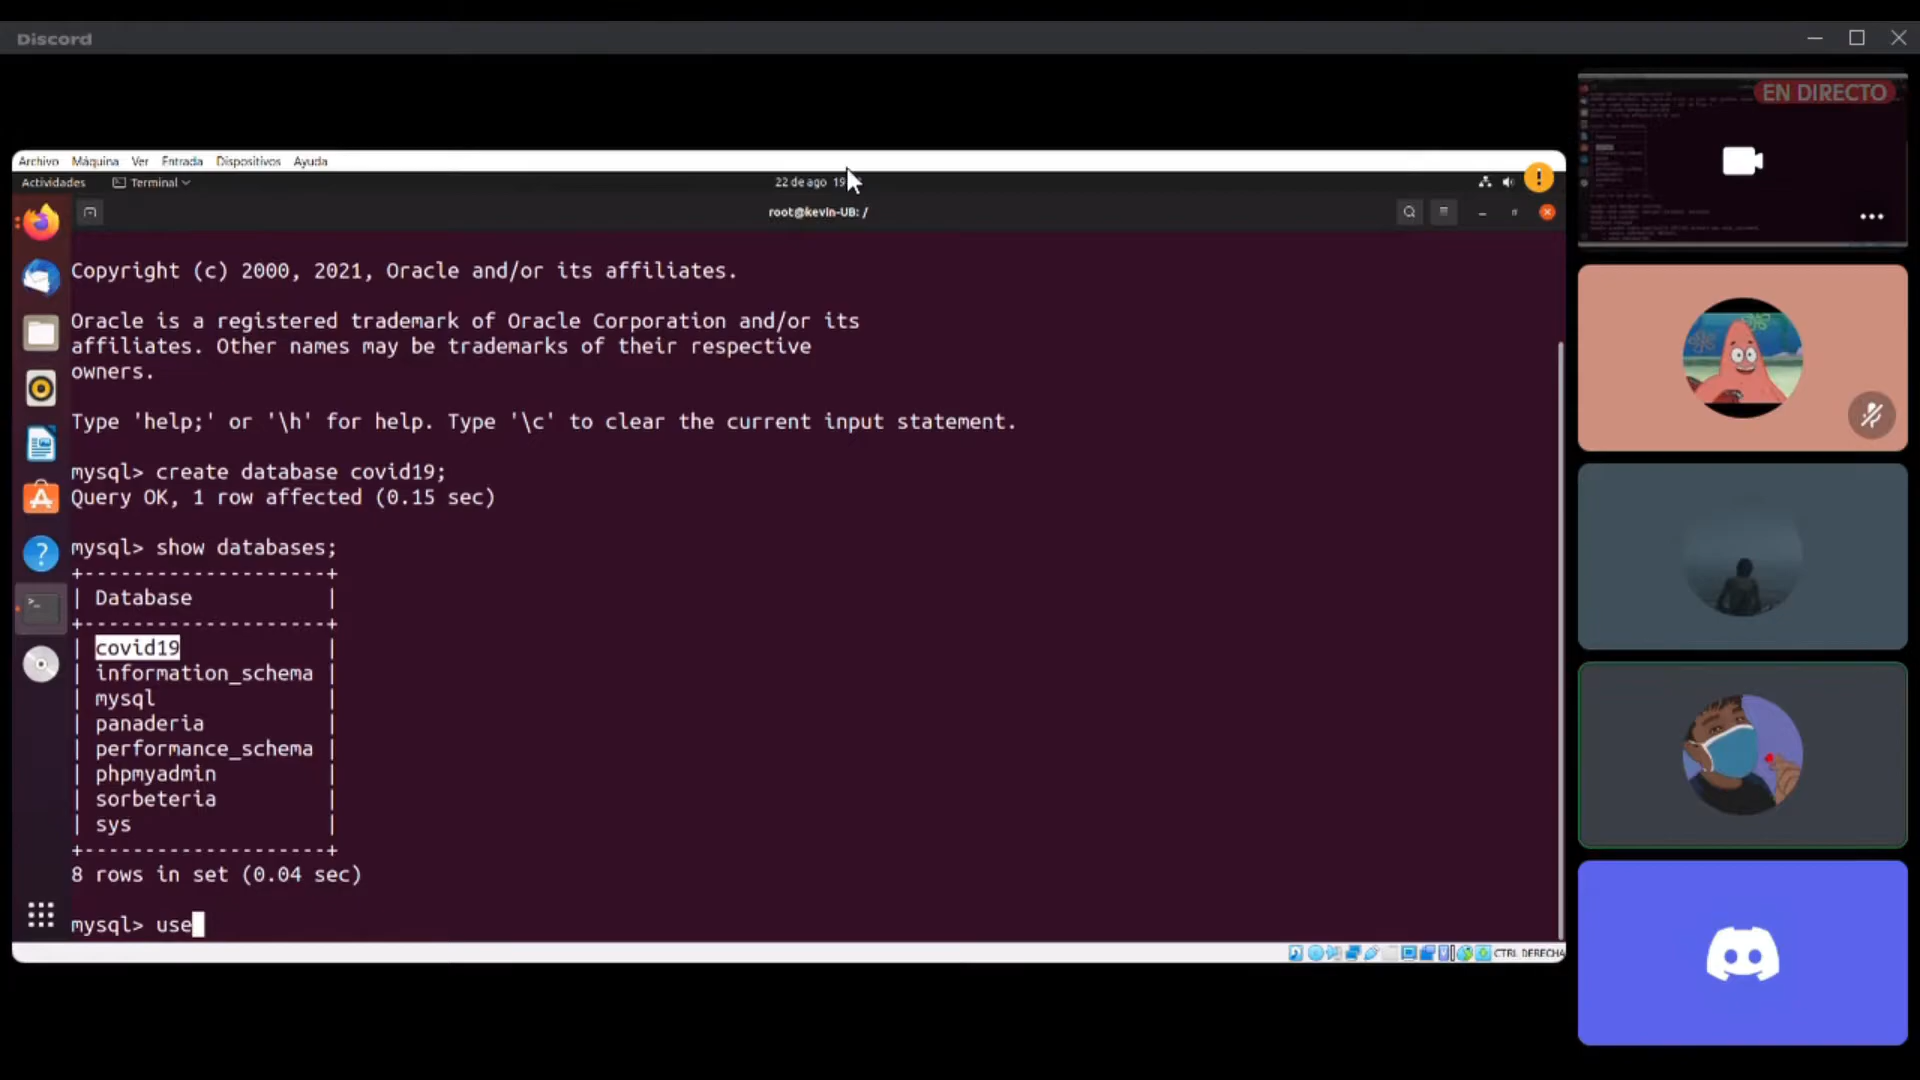 Discord
EN DIRECTO
Archivo Máquina Ver Entrada Dispositivos Ayuda
Actividades Terminal 22 de ago 19
root@kevin-UB: /
Copyright (c) 2000, 2021, Oracle and/or its affiliates.
Oracle is a registered trademark of Oracle Corporation and/or its
affiliates. Other names may be trademarks of their respective
owners.
Type 'help;' or '\h' for help. Type '\c' to clear the current input statement.
mysql> create database covid19;
Query OK, 1 row affected (0.15 sec)
mysql> show databases;
+--------------------+
| Database |
+--------------------+
| covid19 |
| information_schema |
| mysql |
| panaderia |
| performance_schema |
| phpmyadmin |
| sorbeteria |
| sys |
+--------------------+
8 rows in set (0.04 sec)
mysql> use
CTRL DERECHA